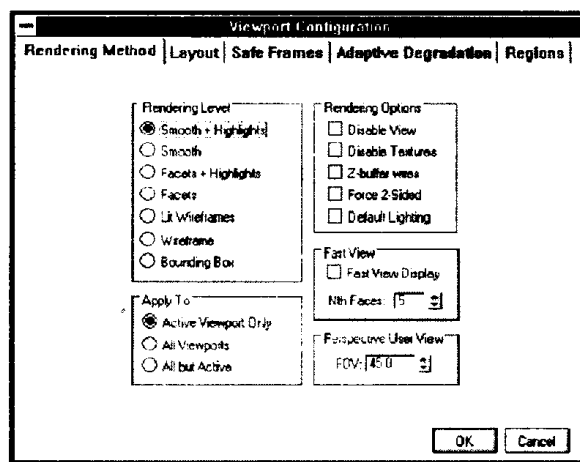 Viewport Configuration
Rendering Method Layout Safe Frames Adaptive Degradation Regions
Rendering Level
Smooth + Highlights
Smooth
Facets + Highlights
Facets
Lit Wireframes
Wireframe
Bounding Box
Apply To
Active Viewport Only
All Viewports
All but Active
Rendering Options
Disable View
Disable Textures
Z-buffer wires
Force 2-Sided
Default Lighting
Fast View
Fast View Display
Nth Faces: 5
Perspective User View
FOV: 45.0
OK Cancel